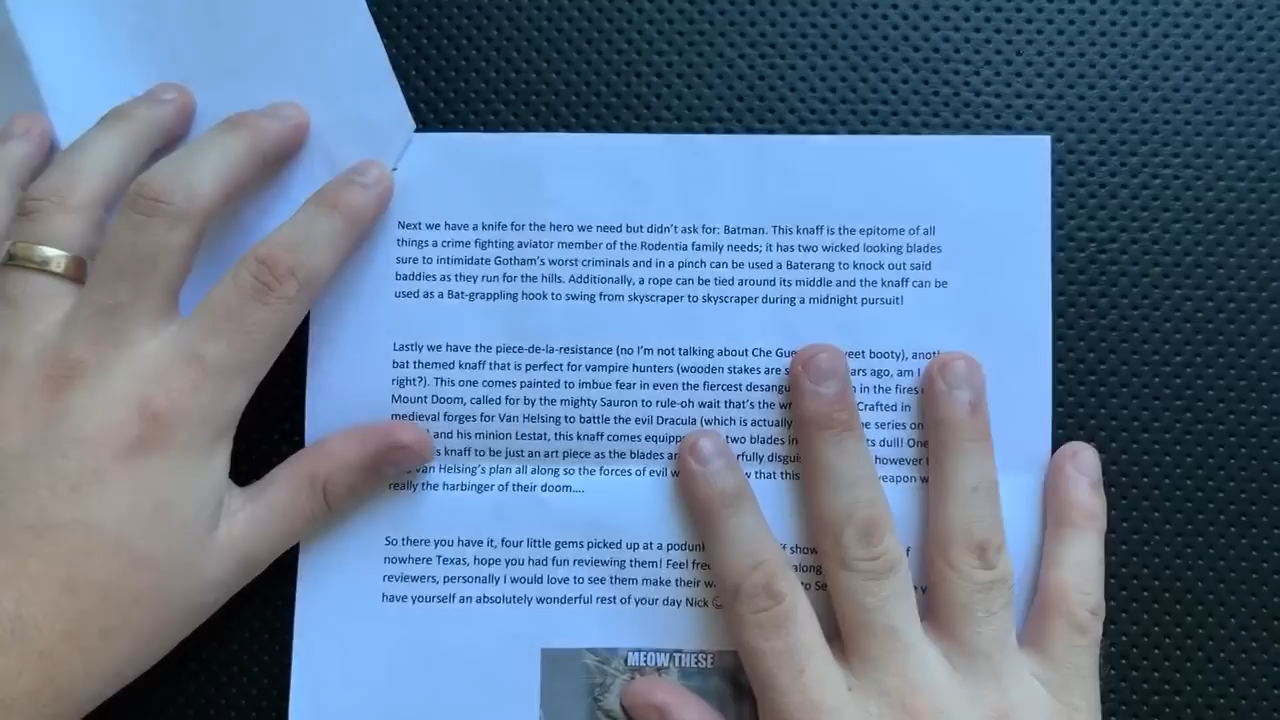 Next we have a knife for the hero we need but didn't ask for: Batman. This knaff is the epitome of all
things a crime fighting aviator member of the Rodentia family needs; it has two wicked looking blades
sure to intimidate Gotham's worst criminals and in a pinch can be used a Baterang to knock out said
baddies as they run for the hills. Additionally, a rope can be tied around its middle and the knaff can be
used as a Bat-grappling hook to swing from skyscraper to skyscraper during a midnight pursuit!
Lastly we have the piece-de-la-resistance (no I'm not talking about Che booty),
bat themed knaff that is perfect for vampire hunters (wooden stakes are ago, am I
right?). This one comes painted to imbue fear in even the fiercest in the fires
Mount Doom, called for by the mighty Sauron to rule-oh wait that's the Crafted in
medieval forges for Van Helsing to battle the evil Dracula (which is actually series on
and his minion Lestat, this knaff comes two blades in dull! One
knaff to be just an art piece as the blades however
Van Helsing's plan all along so the forces of evil that this
really the harbinger of their doom....
So there you have it, four little gems picked up at a
nowhere Texas, hope you had fun reviewing them! Feel along
reviewers, personally I would love to see them make their to
have yourself an absolutely wonderful rest of your day Nick ☺
MEOW THESE